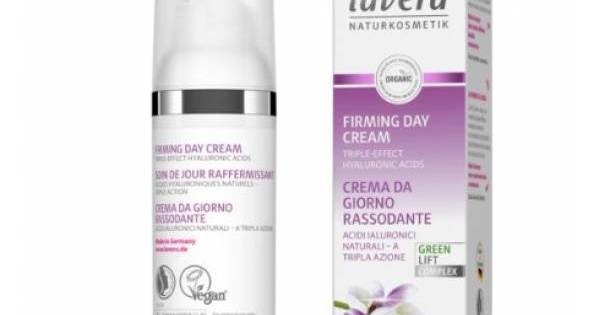 FIRMING DAY CREAM
TRIPLE-EFFECT HYALURONIC ACIDS
SOIN DE JOUR RAFFERMISSANT
ACIDES HYALURONIQUES NATURELS -
TRIPLE ACTION
CREMA DA GIORNO
RASSODANTE
ACIDI IALURONICI NATURALI – A TRIPLA AZIONE
Made in Germany
www.lavera.de
vegan
lavera
NATURKOSMETIK
ORGANIC
FIRMING DAY
CREAM
TRIPLE-EFFECT
HYALURONIC ACIDS
CREMA DA
GIORNO
RASSODANTE
ACIDI IALURONICI
NATURALI – A
TRIPLA AZIONE
GREEN
LIFT
COMPLEX